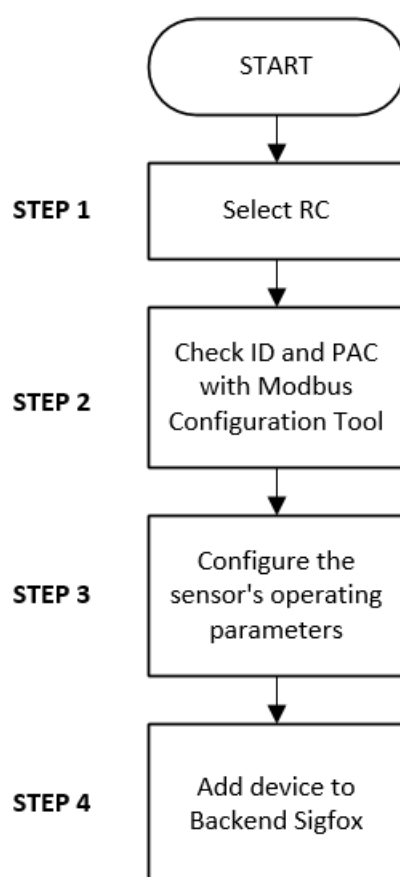 START
STEP 1
Select RC
STEP 2
Check ID and PAC
with Modbus
Configuration Tool
STEP 3
Configure the
sensor's operating
parameters
STEP 4
Add device to
Backend Sigfox